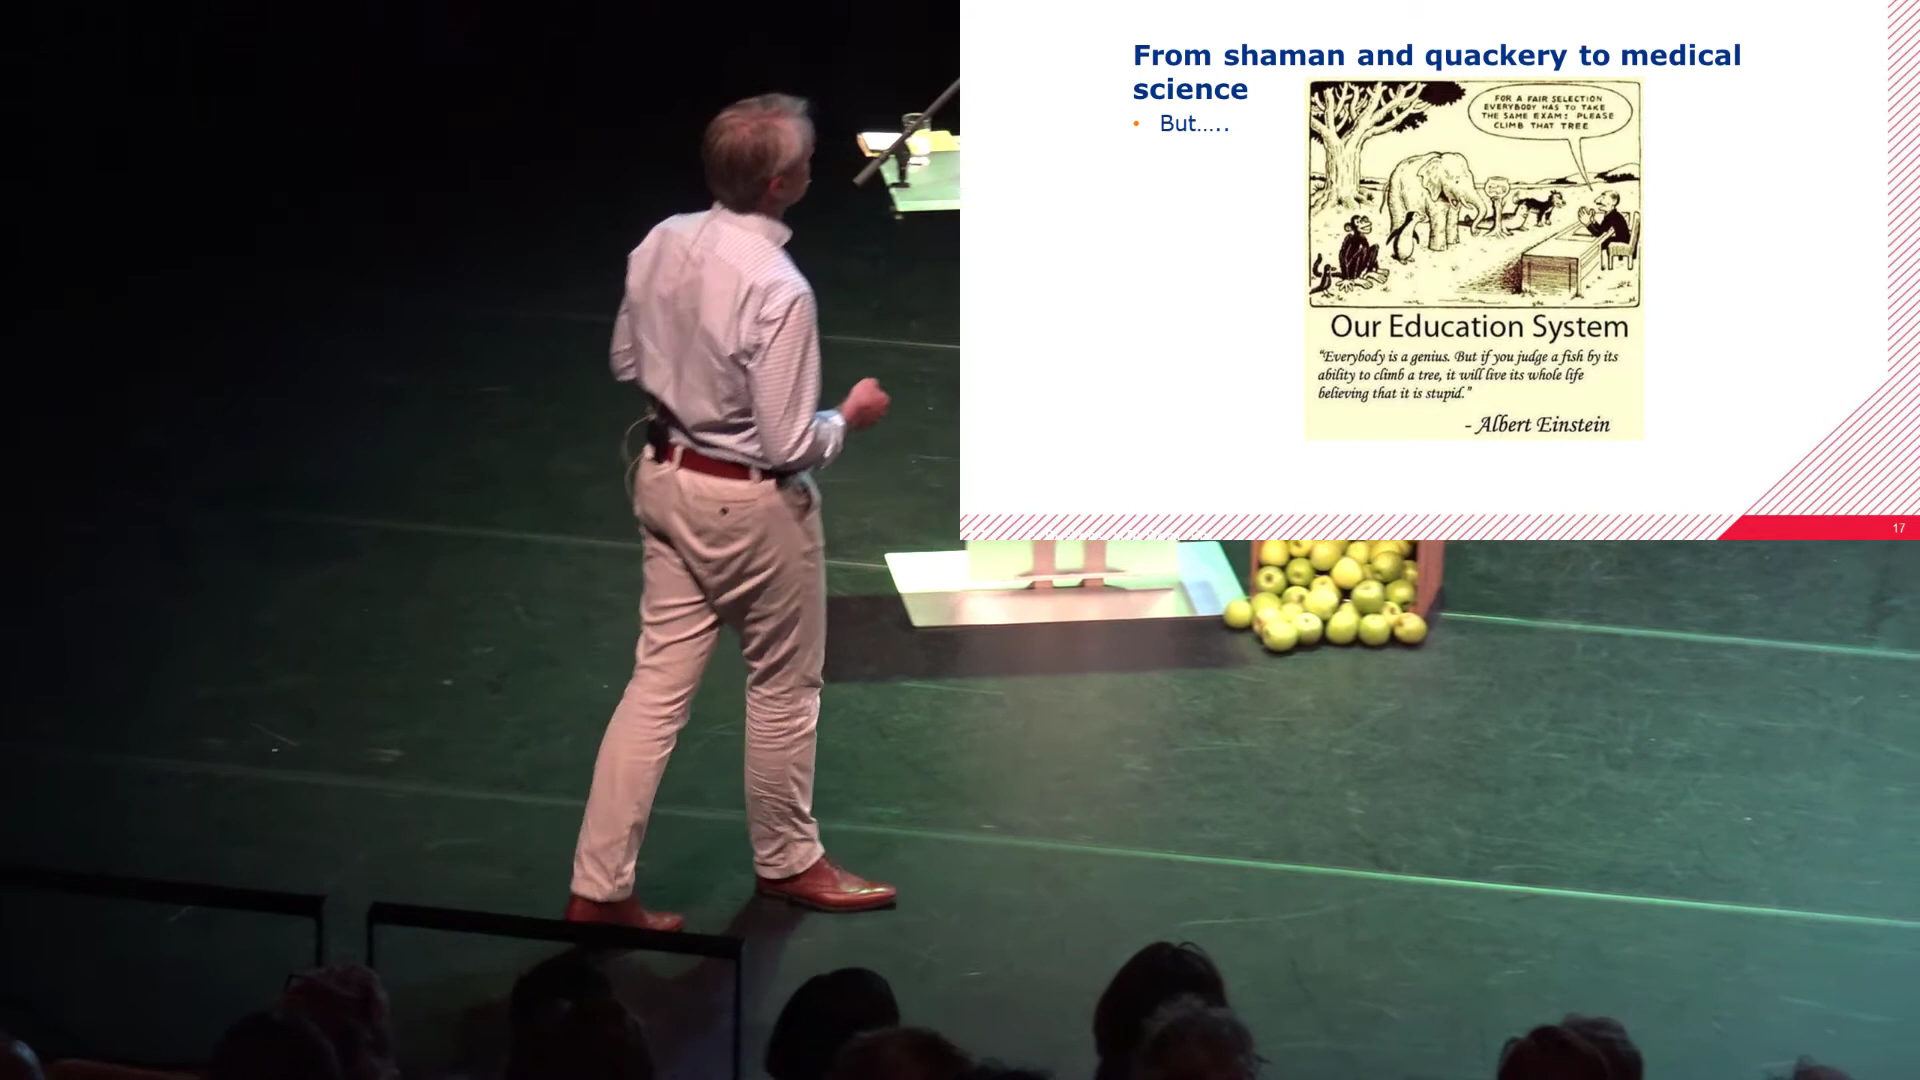 From shaman and quackery to medical
science
• But.....
FOR A FAIR SELECTION
EVERYBODY HAS TO TAKE
THE SAME EXAM: PLEASE
CLIMB THAT TREE
Our Education System
“Everybody is a genius. But if you judge a fish by its
ability to climb a tree, it will live its whole life
believing that it is stupid.”
- Albert Einstein
17